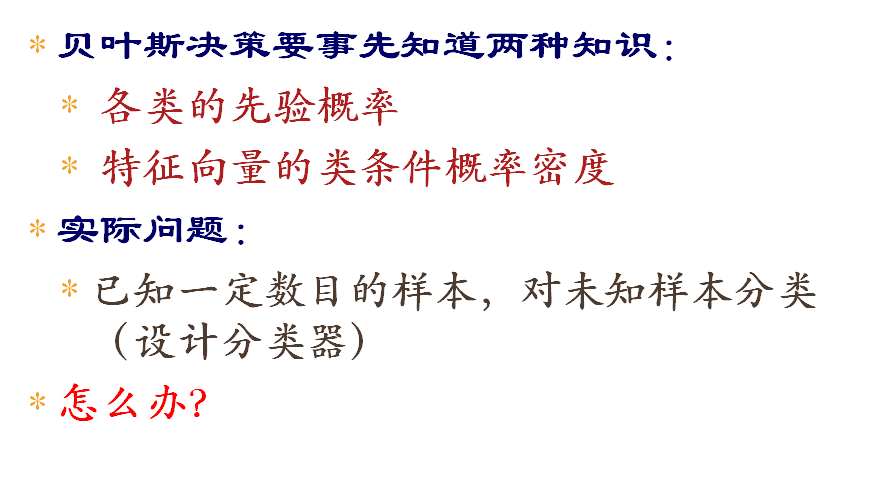 * 贝叶斯决策要事先知道两种知识：
* 各类的先验概率
* 特征向量的类条件概率密度
* 实际问题：
* 已知一定数目的样本，对未知样本分类
（设计分类器）
* 怎么办？